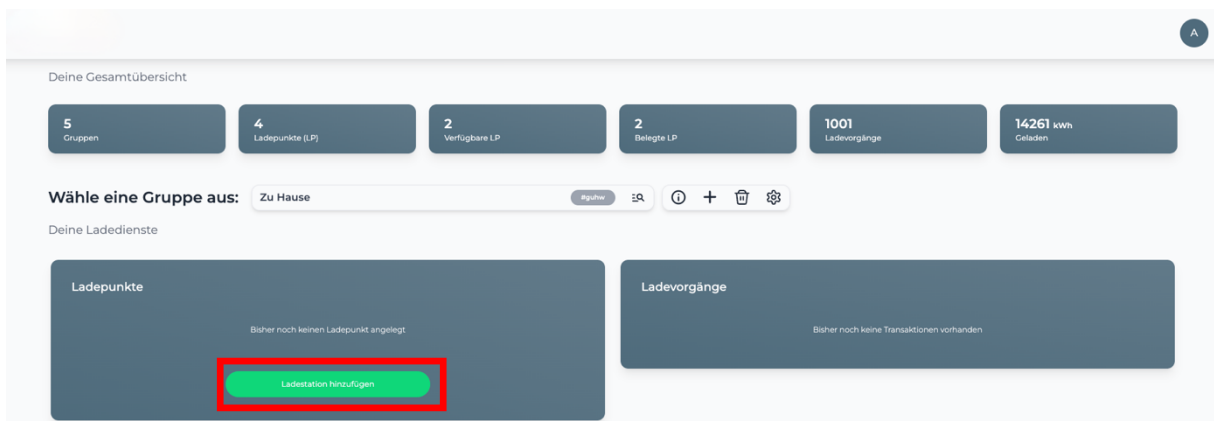 A
Deine Gesamtübersicht
5
Gruppen
4
Ladepunkte (LP)
2
Verfügbare LP
2
Belegte LP
1001
Ladevorgänge
14261 kWh
Geladen
Wähle eine Gruppe aus: Zu Hause #guhw
Deine Ladedienste
Ladepunkte
Bisher noch keinen Ladepunkt angelegt
Ladestation hinzufügen
Ladevorgänge
Bisher noch keine Transaktionen vorhanden